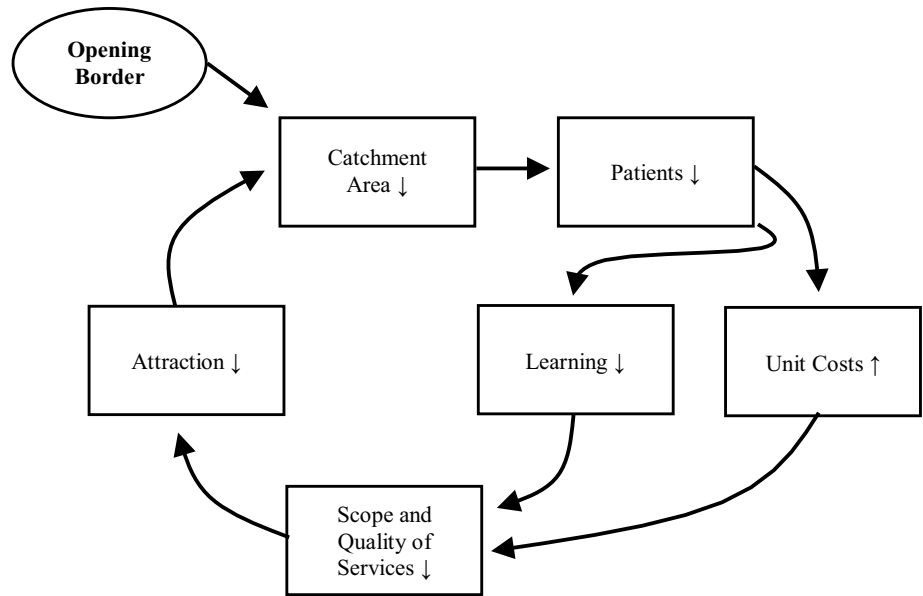 Opening
Border
Catchment
Area ↓
Patients ↓
Attraction ↓
Learning ↓
Unit Costs ↑
Scope and
Quality of
Services ↓